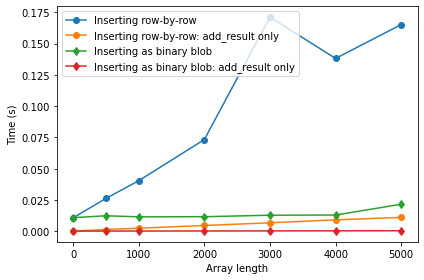 0.175
0.150
0.125
0.100
0.075
0.050
0.025
0.000
Time (s)
Inserting row-by-row
Inserting row-by-row: add_result only
Inserting as binary blob
Inserting as binary blob: add_result only
0 1000 2000 3000 4000 5000
Array length